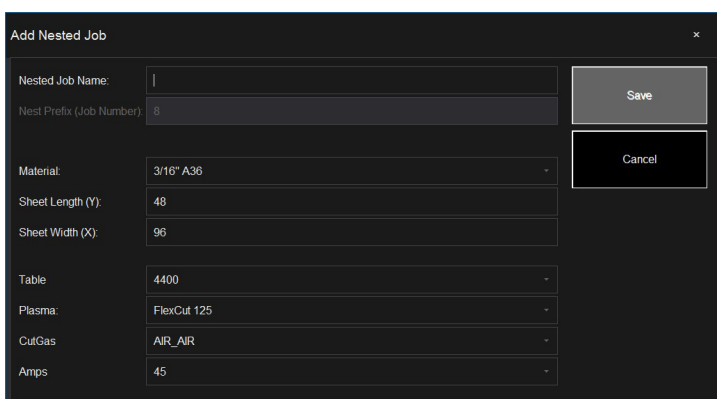 Add Nested Job ×
Nested Job Name:
Save
Nest Prefix (Job Number): 8
Cancel
Material: 3/16" A36
Sheet Length (Y): 48
Sheet Width (X): 96
Table 4400
Plasma: FlexCut 125
CutGas AIR_AIR
Amps 45